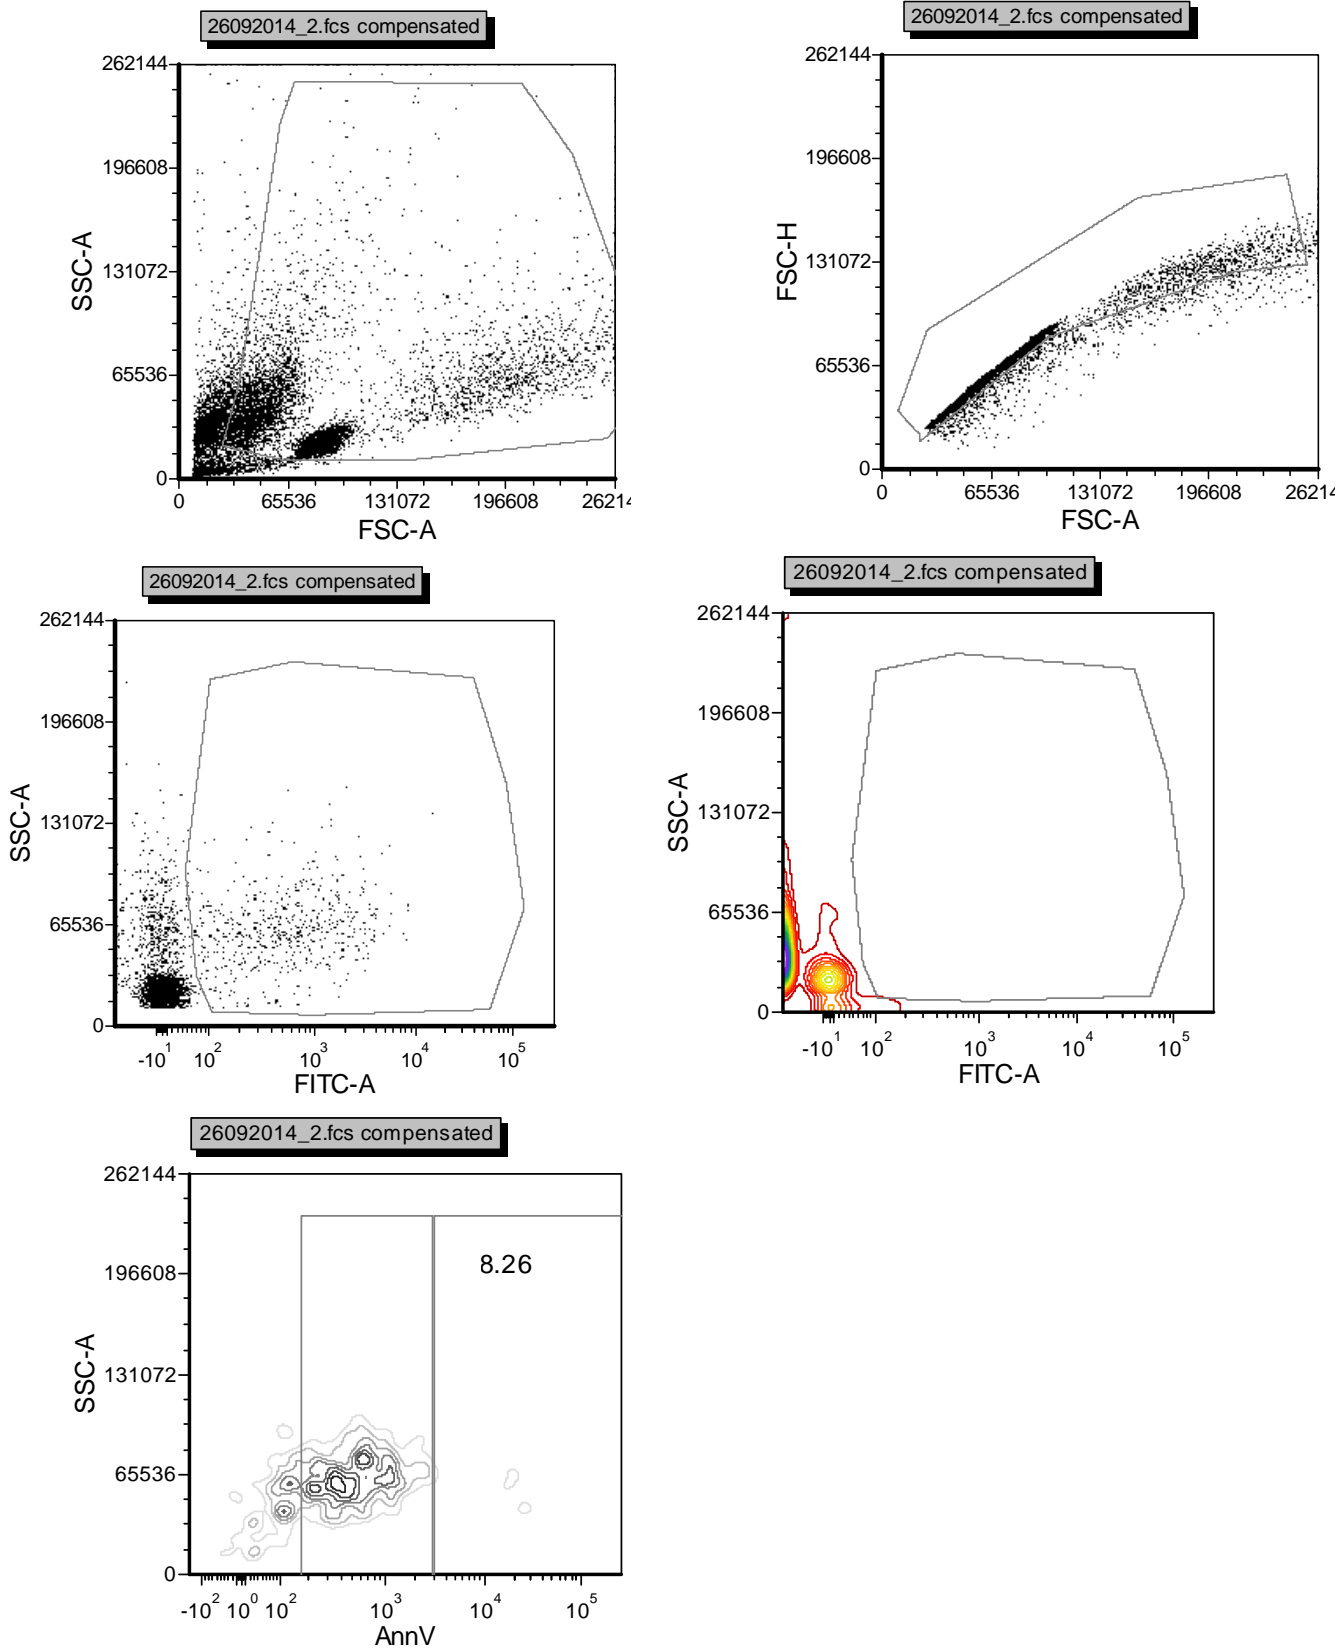 26092014_2.fcs compensated
262144
196608
131072
65536
0
SSC-A
0 65536 131072 196608 26214
FSC-A
26092014_2.fcs compensated
262144
196608
131072
65536
0
FSC-H
0 65536 131072 196608 26214
FSC-A
26092014_2.fcs compensated
262144
196608
131072
65536
0
SSC-A
-10¹ 10² 10³ 10⁴ 10⁵
FITC-A
26092014_2.fcs compensated
262144
196608
131072
65536
0
SSC-A
-10¹ 10² 10³ 10⁴ 10⁵
FITC-A
26092014_2.fcs compensated
262144
196608
131072
65536
0
SSC-A
8.26
-10² 10⁰ 10² 10³ 10⁴ 10⁵
AnnV